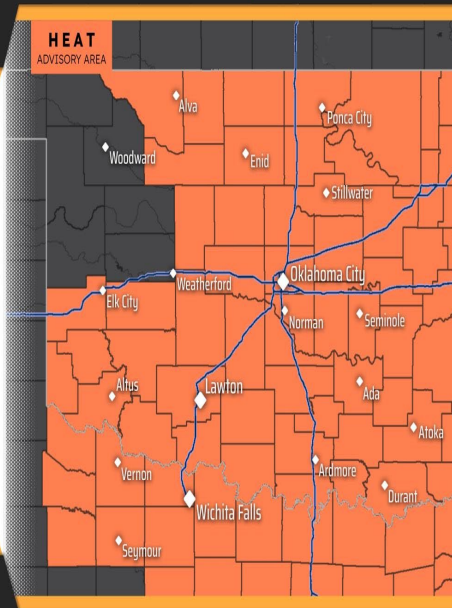 HEAT
ADVISORY AREA
Alva
Ponca City
Woodward
Enid
Stillwater
Oklahoma City
Weatherford
Elk City
Norman
Seminole
Altus
Lawton
Ada
Atoka
Vernon
Ardmore
Durant
Wichita Falls
Seymour